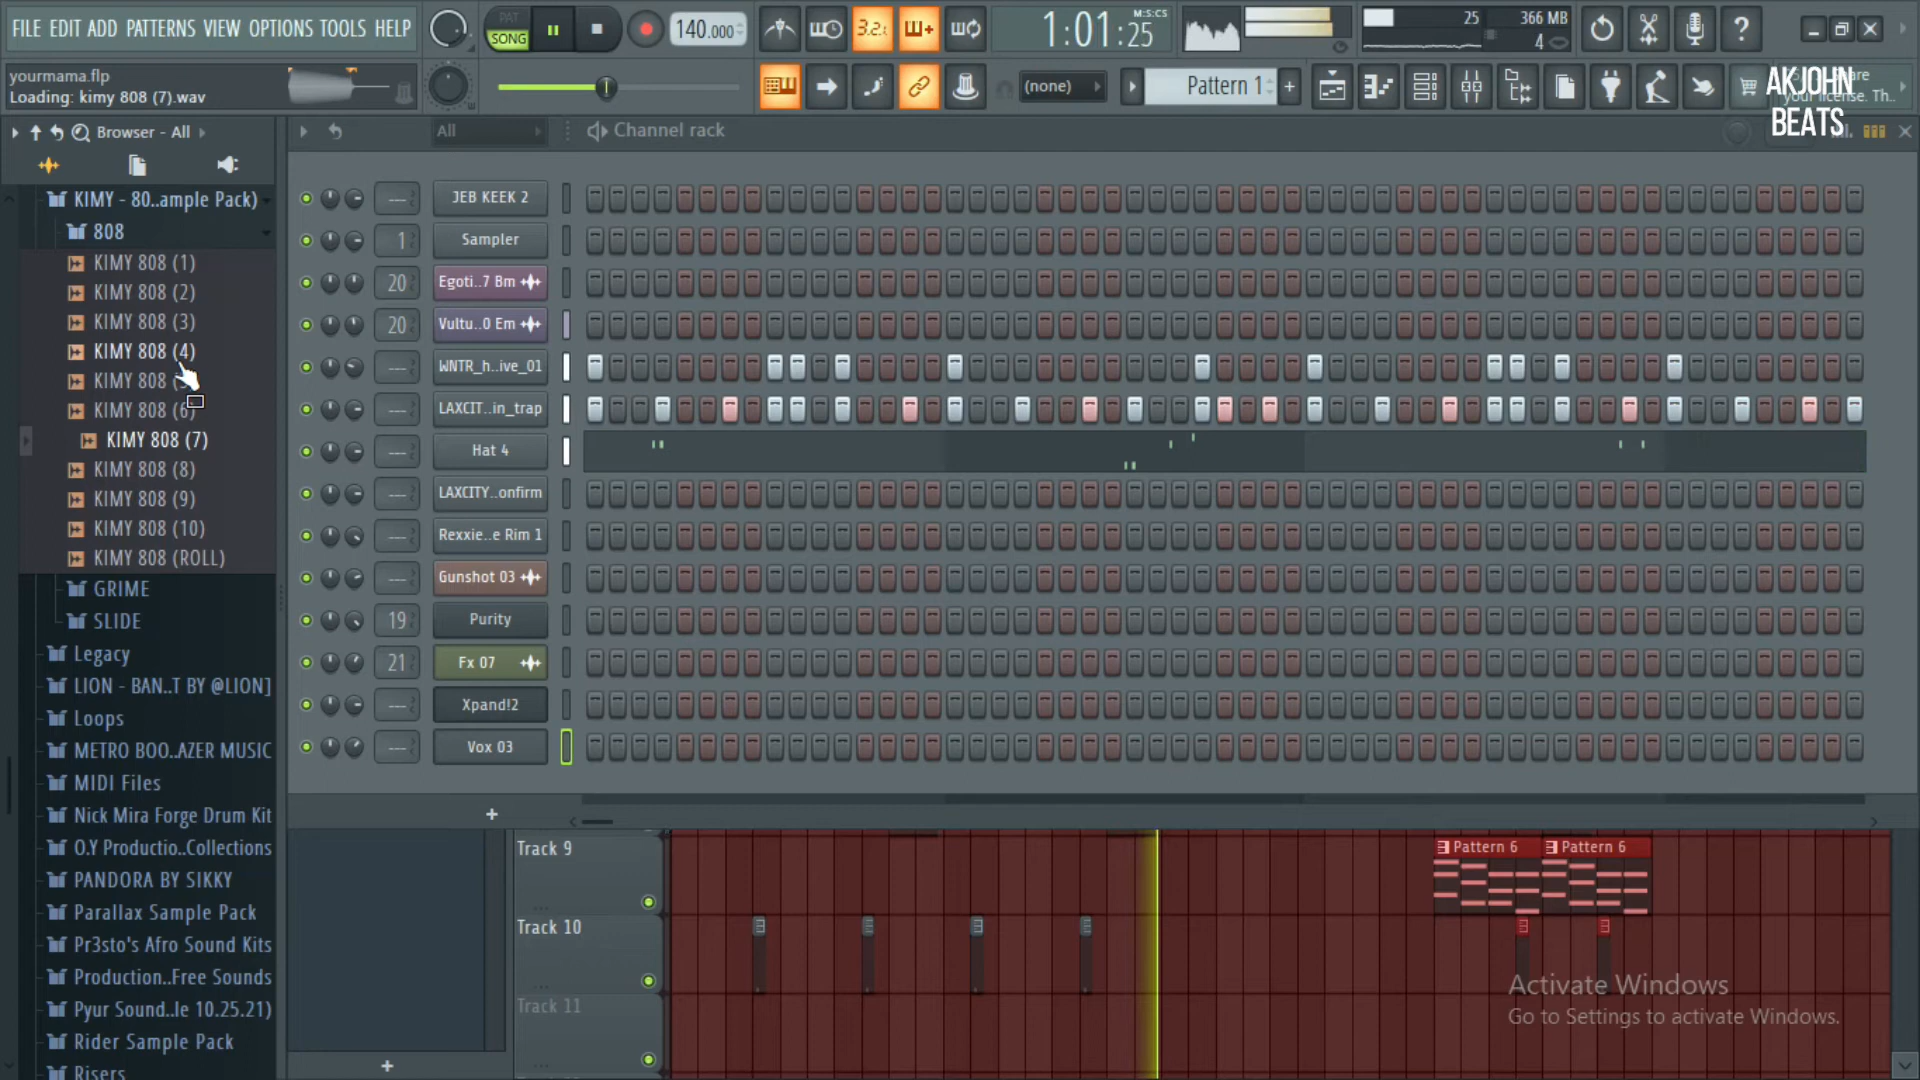 FILE EDIT ADD PATTERNS VIEW OPTIONS TOOLS HELP
PAT
SONG
140.000
3.2.
1:01:25
M:S:CS
25
366 MB
4
yourmama.flp
Loading: kimy 808 (7).wav
(none)
Pattern 1
AKJOHN
BEATS
your license. Th..
Browser - All
All
Channel rack
KIMY - 80..ample Pack)
808
KIMY 808 (1)
KIMY 808 (2)
KIMY 808 (3)
KIMY 808 (4)
KIMY 808
KIMY 808 (6)
KIMY 808 (7)
KIMY 808 (8)
KIMY 808 (9)
KIMY 808 (10)
KIMY 808 (ROLL)
GRIME
SLIDE
Legacy
LION - BAN..T BY @LION]
Loops
METRO BOO..AZER MUSIC
MIDI Files
Nick Mira Forge Drum Kit
O.Y Productio..Collections
PANDORA BY SIKKY
Parallax Sample Pack
Pr3sto's Afro Sound Kits
Production..Free Sounds
Pyur Sound..le 10.25.21)
Rider Sample Pack
Risers
JEB KEEK 2
1 Sampler
20 Egoti..7 Bm
20 Vultu..0 Em
WNTR_h..ive_01
LAXCIT..in_trap
Hat 4
LAXCITY..onfirm
Rexxie..e Rim 1
Gunshot 03
19 Purity
21 Fx 07
Xpand!2
Vox 03
Track 9
Pattern 6
Pattern 6
Track 10
Track 11
Activate Windows
Go to Settings to activate Windows.